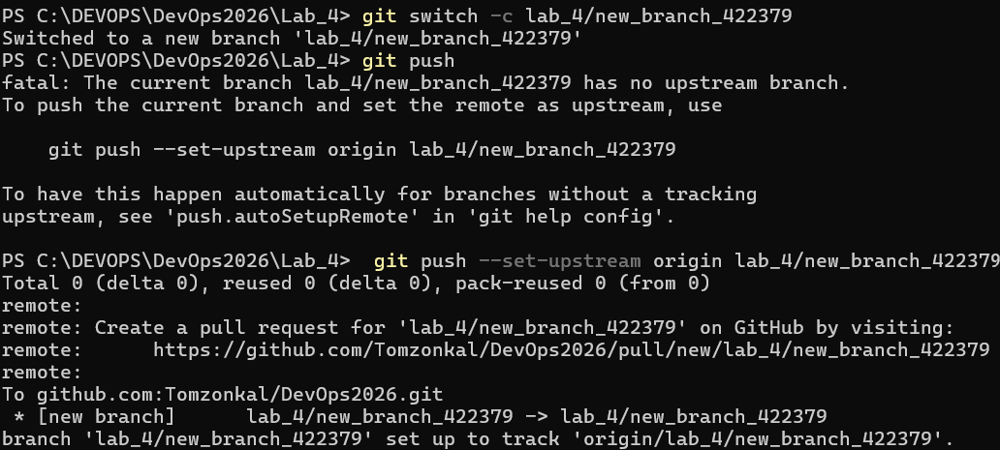 PS C:\DEVOPS\DevOps2026\Lab_4> git switch -c lab_4/new_branch_422379
Switched to a new branch 'lab_4/new_branch_422379'
PS C:\DEVOPS\DevOps2026\Lab_4> git push
fatal: The current branch lab_4/new_branch_422379 has no upstream branch.
To push the current branch and set the remote as upstream, use

    git push --set-upstream origin lab_4/new_branch_422379

To have this happen automatically for branches without a tracking
upstream, see 'push.autoSetupRemote' in 'git help config'.

PS C:\DEVOPS\DevOps2026\Lab_4>  git push --set-upstream origin lab_4/new_branch_422379
Total 0 (delta 0), reused 0 (delta 0), pack-reused 0 (from 0)
remote:
remote: Create a pull request for 'lab_4/new_branch_422379' on GitHub by visiting:
remote:      https://github.com/Tomzonkal/DevOps2026/pull/new/lab_4/new_branch_422379
remote:
To github.com:Tomzonkal/DevOps2026.git
 * [new branch]      lab_4/new_branch_422379 -> lab_4/new_branch_422379
branch 'lab_4/new_branch_422379' set up to track 'origin/lab_4/new_branch_422379'.